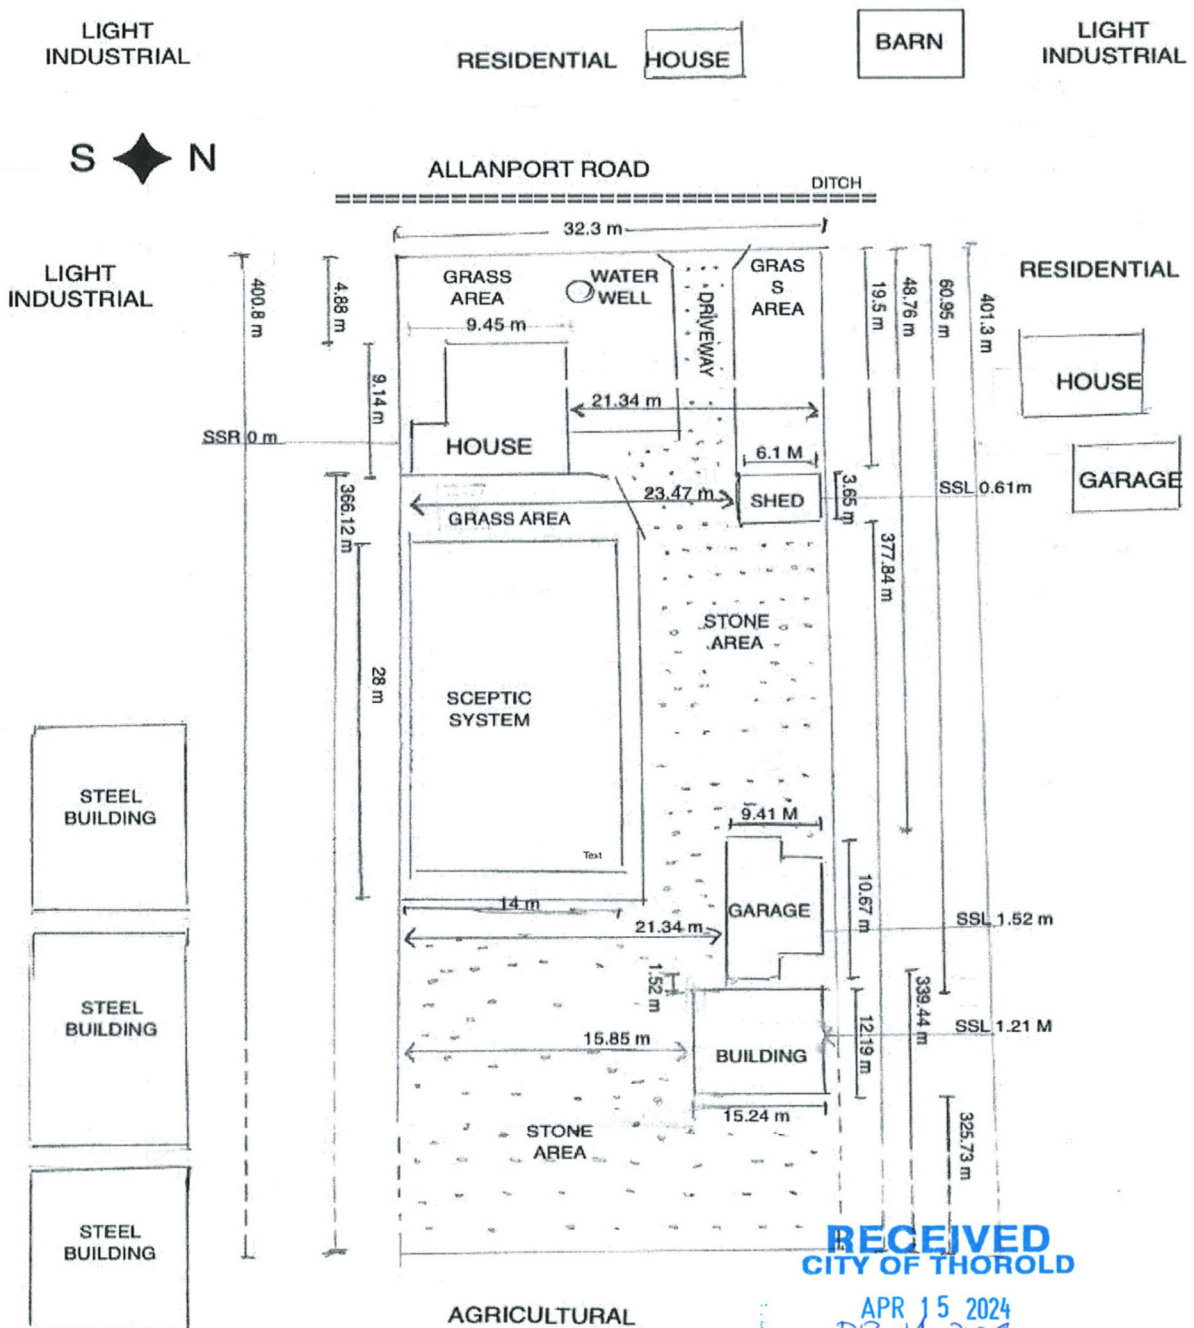 LIGHT
INDUSTRIAL
RESIDENTIAL
HOUSE
BARN
LIGHT
INDUSTRIAL
S N
ALLANPORT ROAD
DITCH
32.3 m
LIGHT
INDUSTRIAL
400.8 m
4.88 m
GRASS
AREA
WATER
WELL
DRIVEWAY
GRAS
S
AREA
19.5 m
48.76 m
60.95 m
401.3 m
RESIDENTIAL
HOUSE
GARAGE
9.45 m
9.14 m
21.34 m
SSR 0 m
HOUSE
6.1 M
SHED
3.65 m
SSL 0.61m
366.12 m
23.47 m
GRASS AREA
377.84 m
STONE
AREA
28 m
SCEPTIC
SYSTEM
Text
STEEL
BUILDING
9.41 M
GARAGE
10.67 m
SSL 1.52 m
14 m
21.34 m
1.52 m
339.44 m
STEEL
BUILDING
15.85 m
BUILDING
12.19 m
SSL 1.21 M
15.24 m
325.73 m
STONE
AREA
STEEL
BUILDING
RECEIVED
CITY OF THOROLD
AGRICULTURAL
APR 15 2024